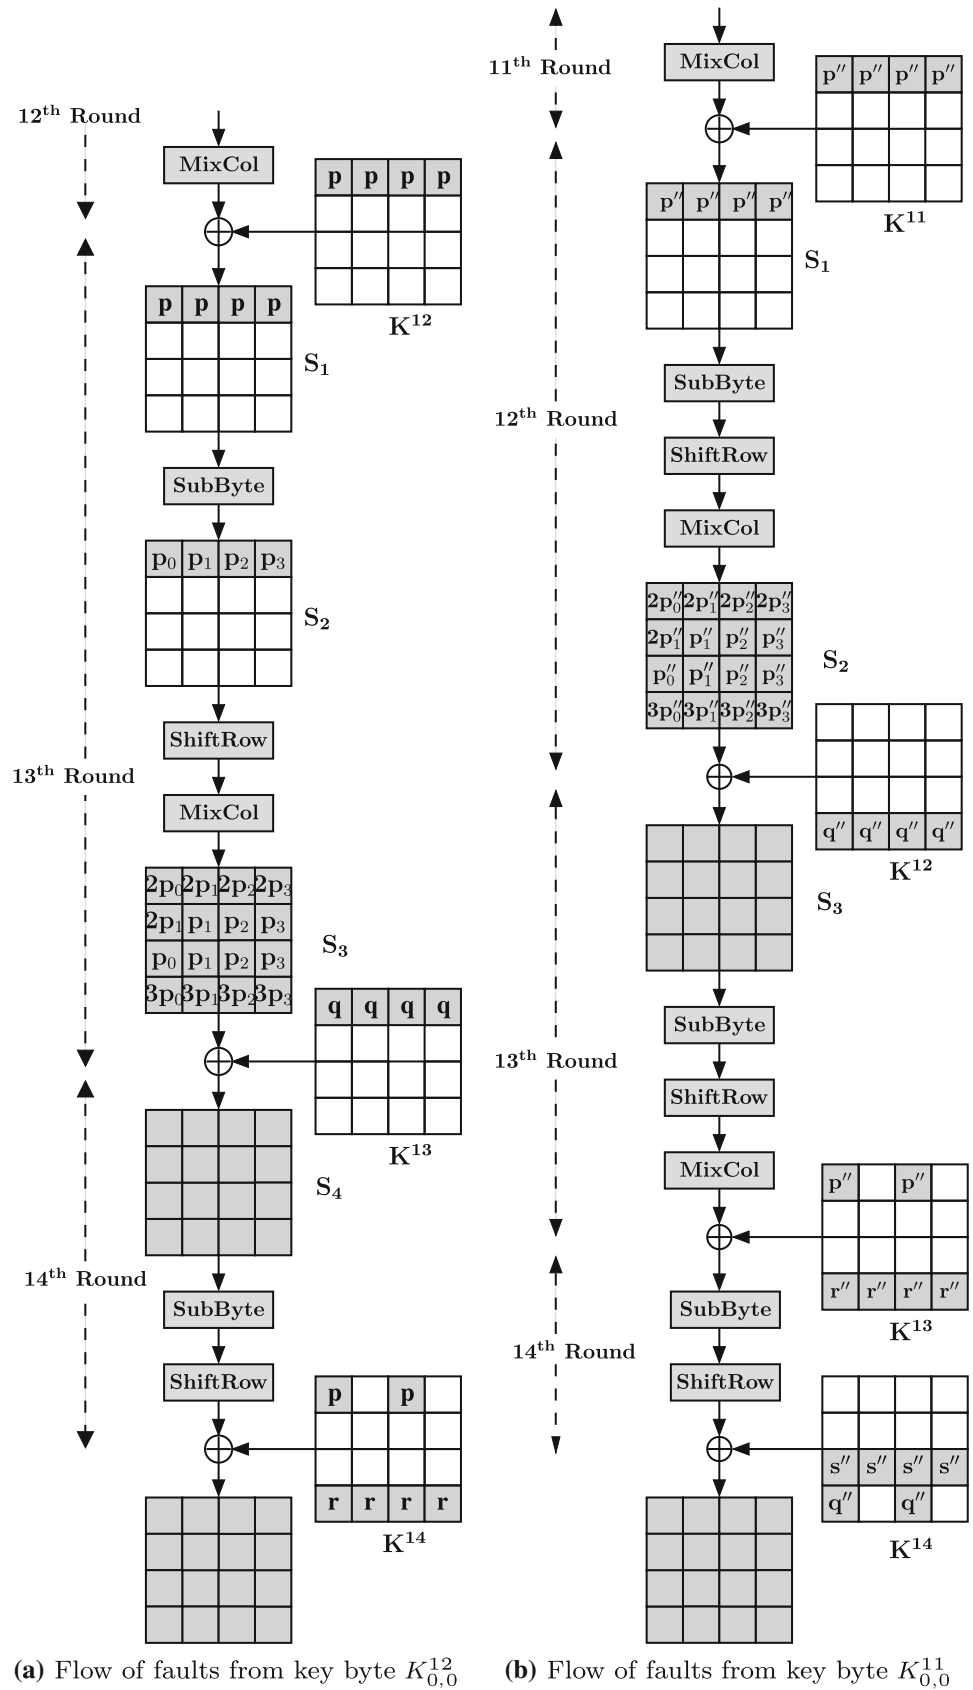 12th Round
MixCol
p p p p
K12
p p p p
S1
SubByte
p0 p1 p2 p3
S2
ShiftRow
13th Round
MixCol
2p0 2p1 2p2 2p3
2p1 p1 p2 p3
p0 p1 p2 p3
3p0 3p1 3p2 3p3
S3
q q q q
K13
S4
14th Round
SubByte
ShiftRow
p p
r r r r
K14
(a) Flow of faults from key byte K^{12}_{0,0}
11th Round
MixCol
p″ p″ p″ p″
K11
p″ p″ p″ p″
S1
SubByte
12th Round
ShiftRow
MixCol
2p″0 2p″1 2p″2 2p″3
2p″1 p″1 p″2 p″3
p″0 p″1 p″2 p″3
3p″0 3p″1 3p″2 3p″3
S2
q″ q″ q″ q″
K12
S3
SubByte
13th Round
ShiftRow
MixCol
p″ p″
r″ r″ r″ r″
K13
SubByte
14th Round
ShiftRow
s″ s″ s″ s″
q″ q″
K14
(b) Flow of faults from key byte K^{11}_{0,0}